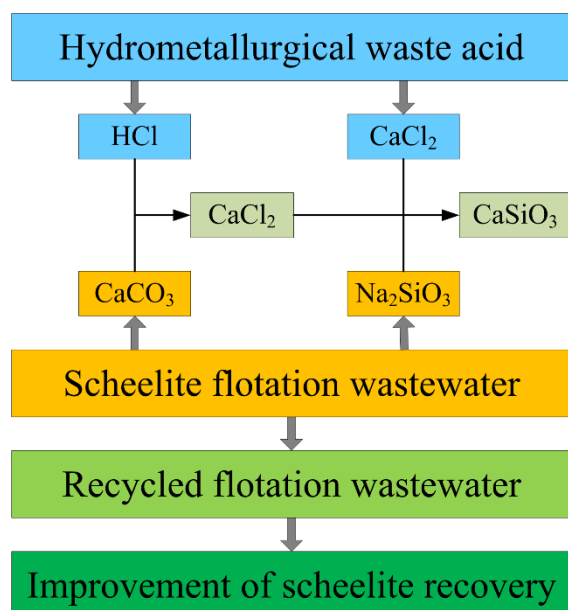 Hydrometallurgical waste acid
HCl
CaCl₂
CaCl₂
CaSiO₃
CaCO₃
Na₂SiO₃
Scheelite flotation wastewater
Recycled flotation wastewater
Improvement of scheelite recovery